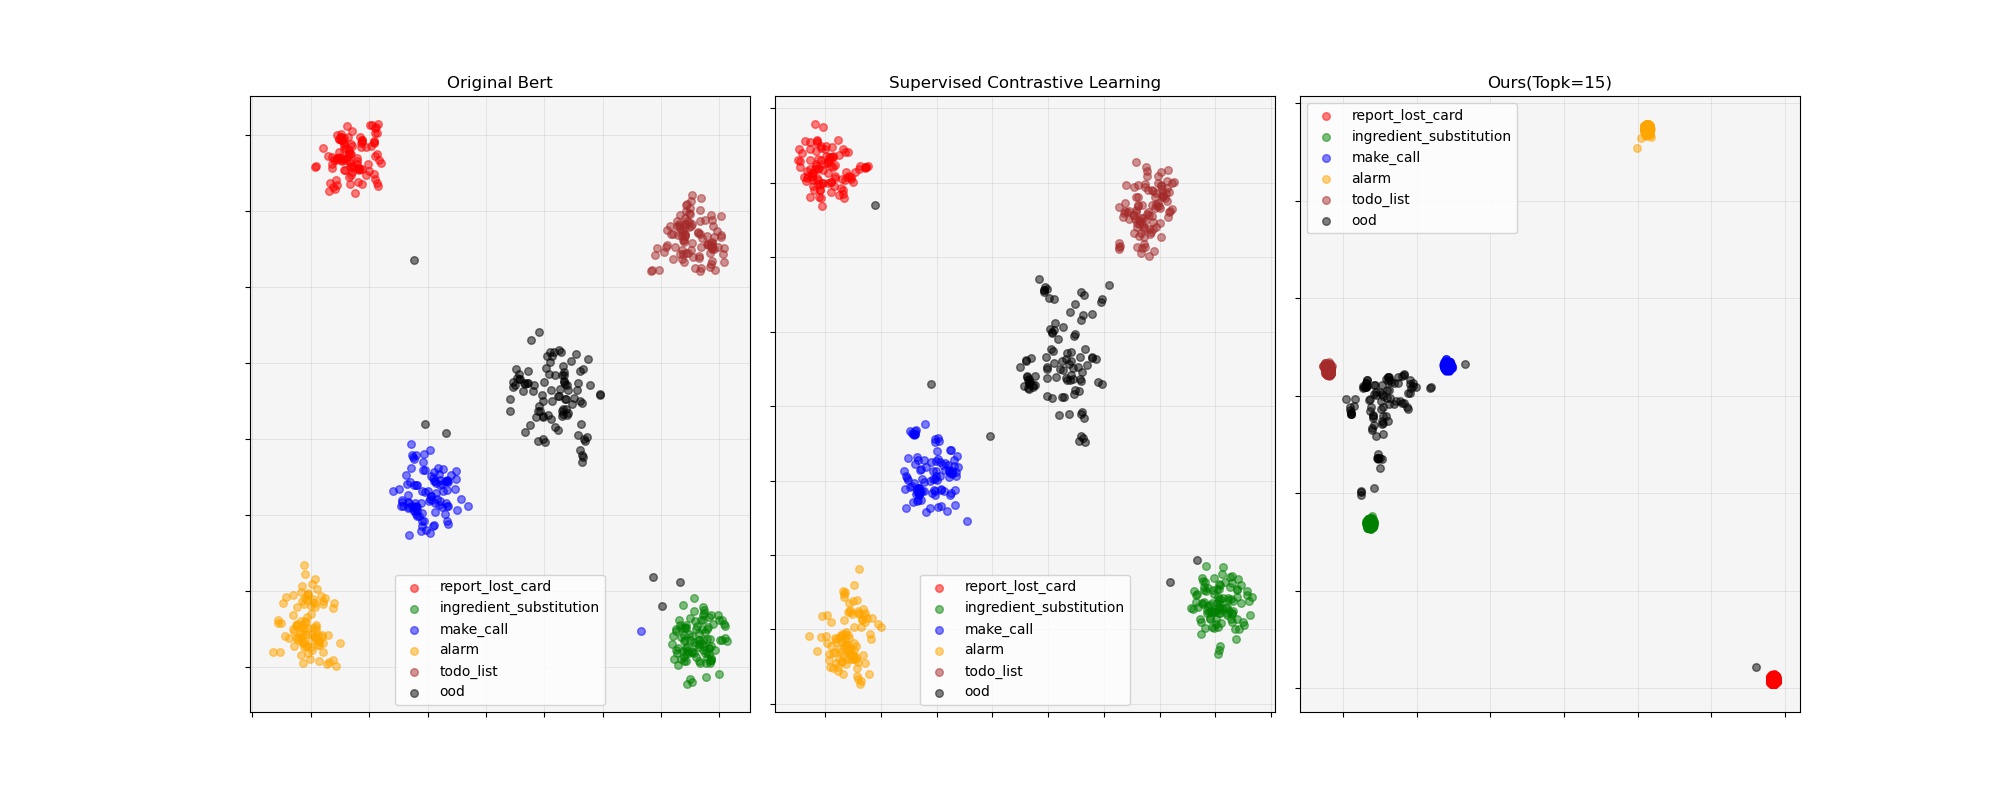 Original Bert
report_lost_card
ingredient_substitution
make_call
alarm
todo_list
ood
Supervised Contrastive Learning
report_lost_card
ingredient_substitution
make_call
alarm
todo_list
ood
Ours(Topk=15)
report_lost_card
ingredient_substitution
make_call
alarm
todo_list
ood